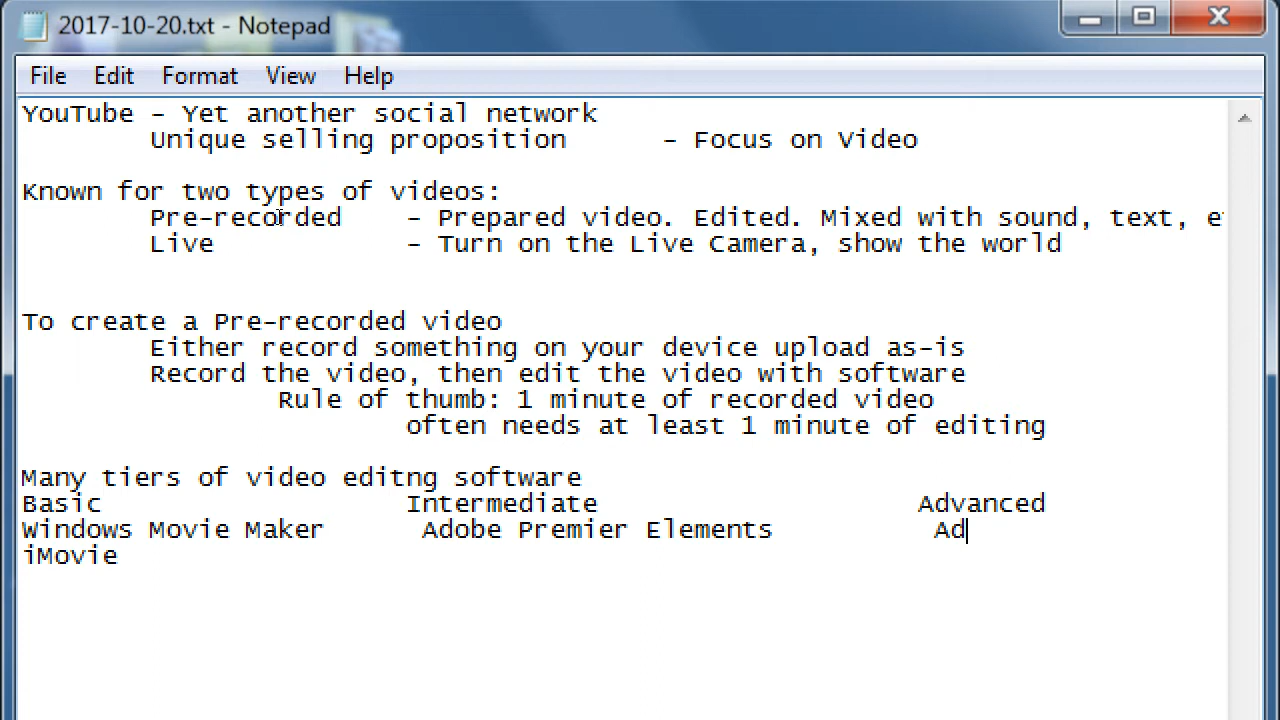 2017-10-20.txt - Notepad
File Edit Format View Help
YouTube - Yet another social network
Unique selling proposition - Focus on Video
Known for two types of videos:
Pre-recorded - Prepared video. Edited. Mixed with sound, text,
Live - Turn on the Live Camera, show the world
To create a Pre-recorded video
Either record something on your device upload as-is
Record the video, then edit the video with software
Rule of thumb: 1 minute of recorded video
often needs at least 1 minute of editing
Many tiers of video editng software
Basic Intermediate Advanced
Windows Movie Maker Adobe Premier Elements Ad
iMovie